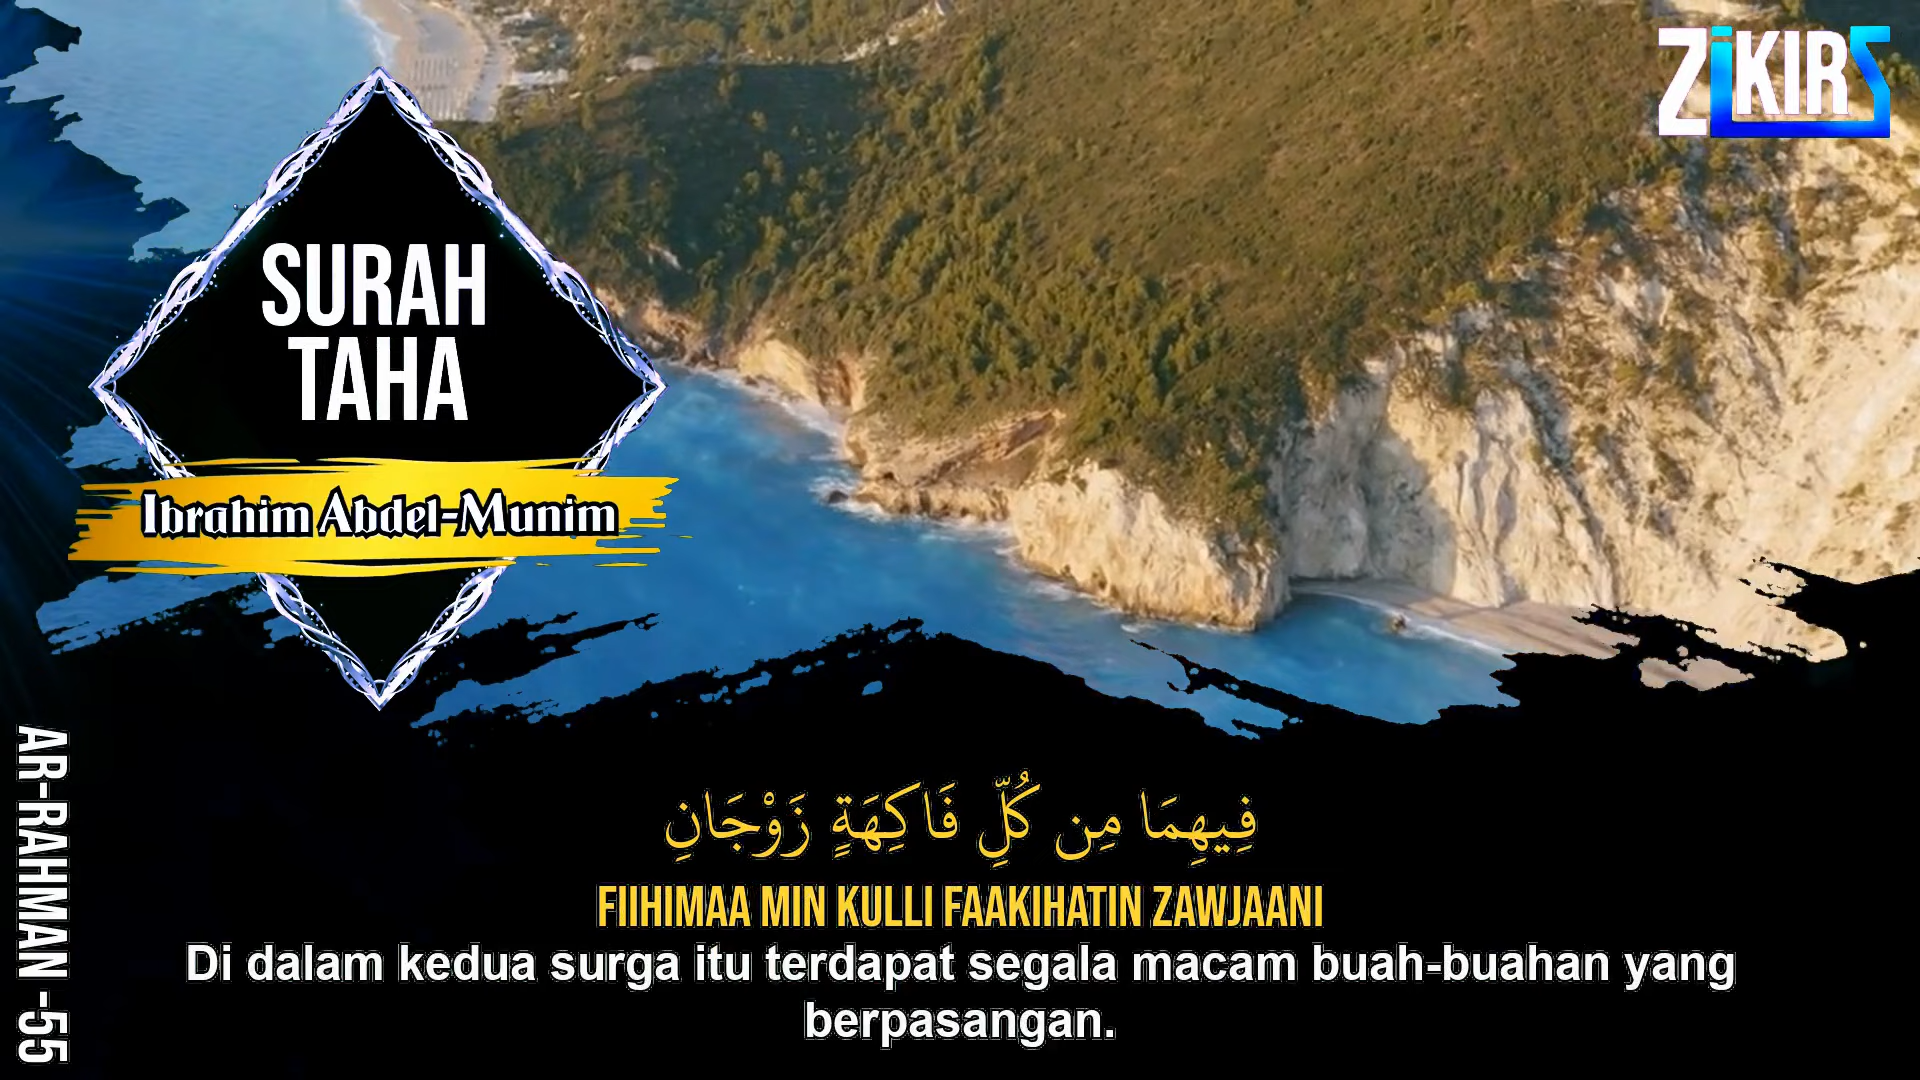 ZiKIRS
SURAH
TAHA
Ibrahim Abdel-Munim
AR-RAHMAN -55
فِيهِمَا مِن كُلِّ فَاكِهَةٍ زَوْجَانِ
FIIHIMAA MIN KULLI FAAKIHATIN ZAWJAANI
Di dalam kedua surga itu terdapat segala macam buah-buahan yang
berpasangan.